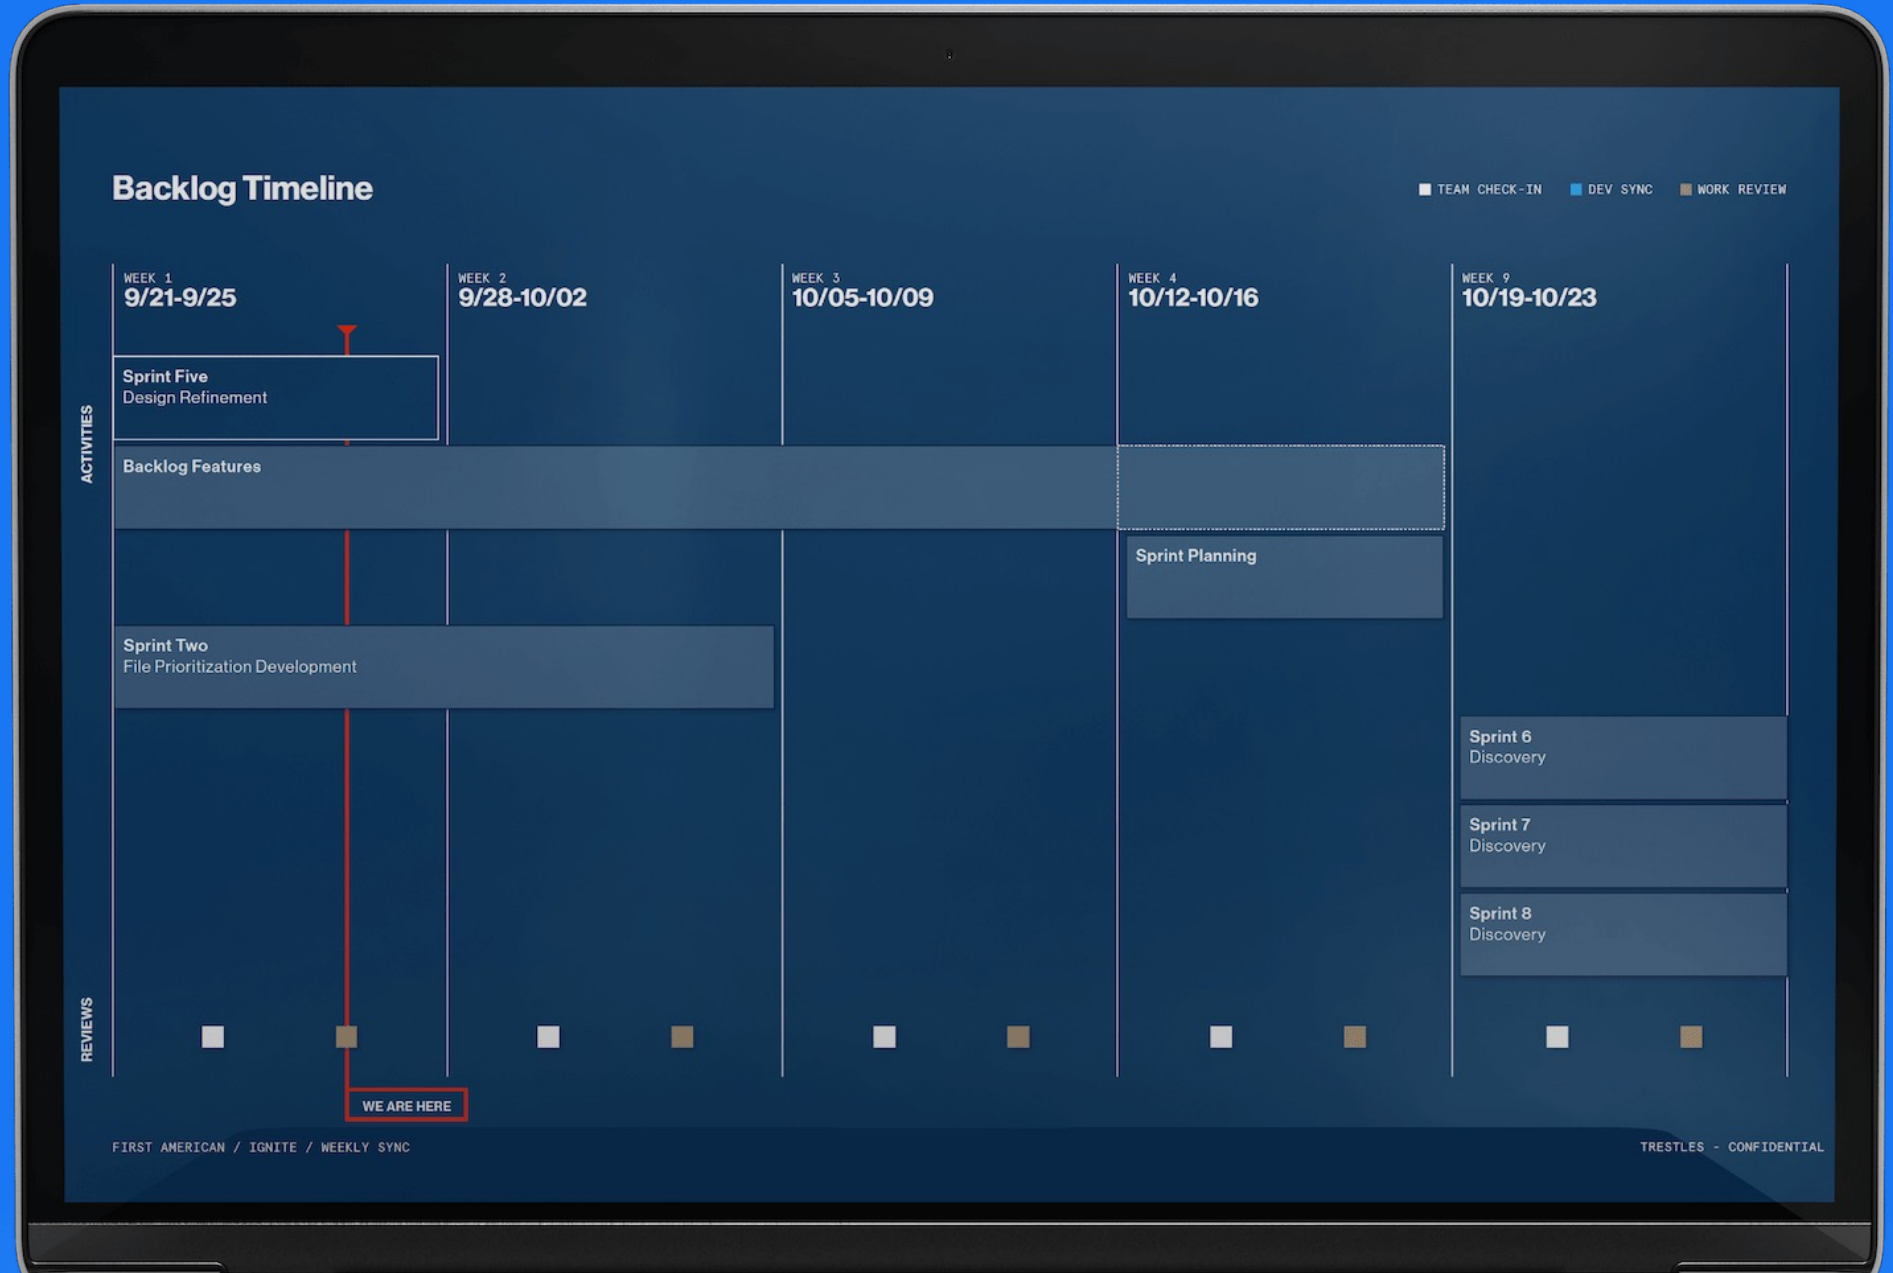 Backlog Timeline
TEAM CHECK-IN
DEV SYNC
WORK REVIEW
WEEK 1
9/21-9/25
WEEK 2
9/28-10/02
WEEK 3
10/05-10/09
WEEK 4
10/12-10/16
WEEK 9
10/19-10/23
ACTIVITIES
Sprint Five
Design Refinement
Backlog Features
Sprint Planning
Sprint Two
File Prioritization Development
Sprint 6
Discovery
Sprint 7
Discovery
Sprint 8
Discovery
REVIEWS
WE ARE HERE
FIRST AMERICAN / IGNITE / WEEKLY SYNC
TRESTLES - CONFIDENTIAL